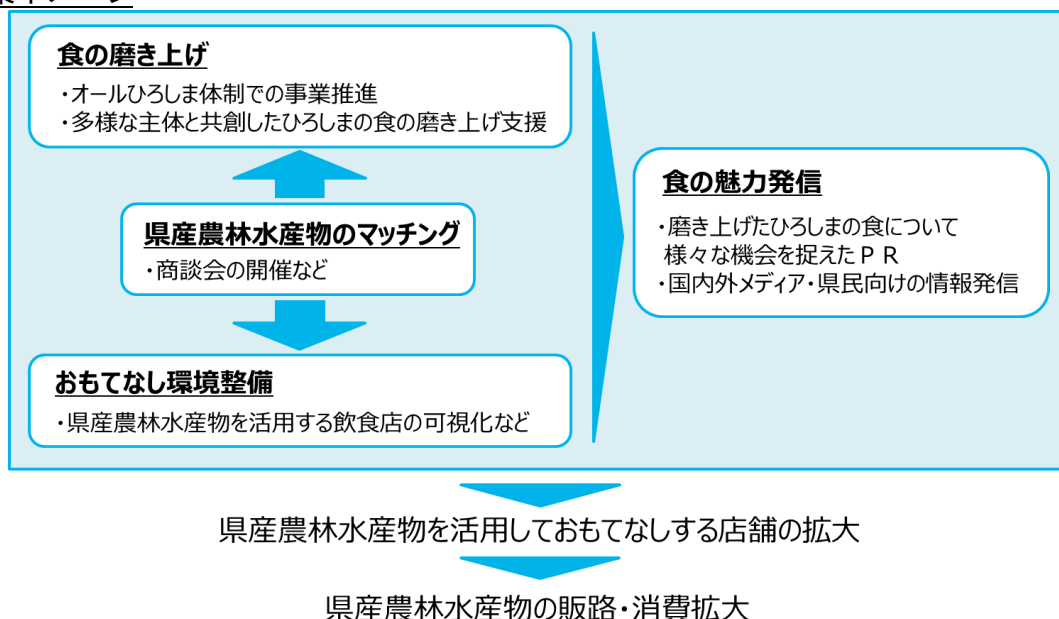 食の磨き上げ
・オールひろしま体制での事業推進
・多様な主体と共創したひろしまの食の磨き上げ支援
県産農林水産物のマッチング
・商談会の開催など
おもてなし環境整備
・県産農林水産物を活用する飲食店の可視化など
食の魅力発信
・磨き上げたひろしまの食について
様々な機会を捉えたＰＲ
・国内外メディア・県民向けの情報発信
県産農林水産物を活用しておもてなしする店舗の拡大
県産農林水産物の販路・消費拡大